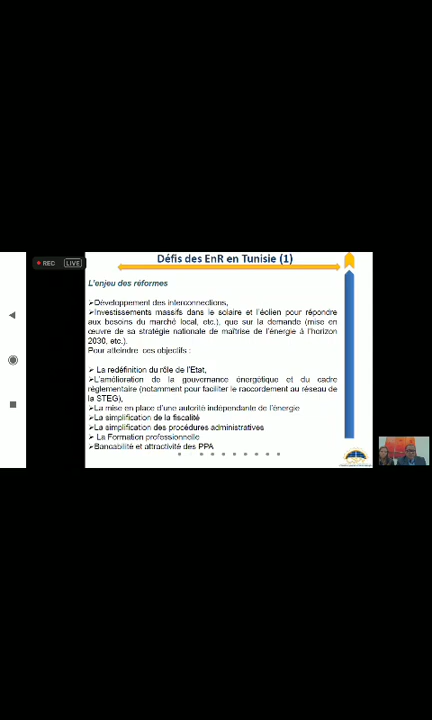 REC LIVE
Défis des EnR en Tunisie (1)
L'enjeu des réformes
➢Développement des interconnections,
➢Investissements massifs dans le solaire et l'éolien pour répondre
aux besoins du marché local, etc.), que sur la demande (mise en
œuvre de sa stratégie nationale de maîtrise de l'énergie à l'horizon
2030, etc.).
Pour atteindre ces objectifs :
➢ La redéfinition du rôle de l'Etat,
➢L'amélioration de la gouvernance énergétique et du cadre
réglementaire (notamment pour faciliter le raccordement au réseau de
la STEG),
➢La mise en place d'une autorité indépendante de l'énergie
➢La simplification de la fiscalité
➢La simplification des procédures administratives
➢ La Formation professionnelle
➢Bancabilité et attractivité des PPA